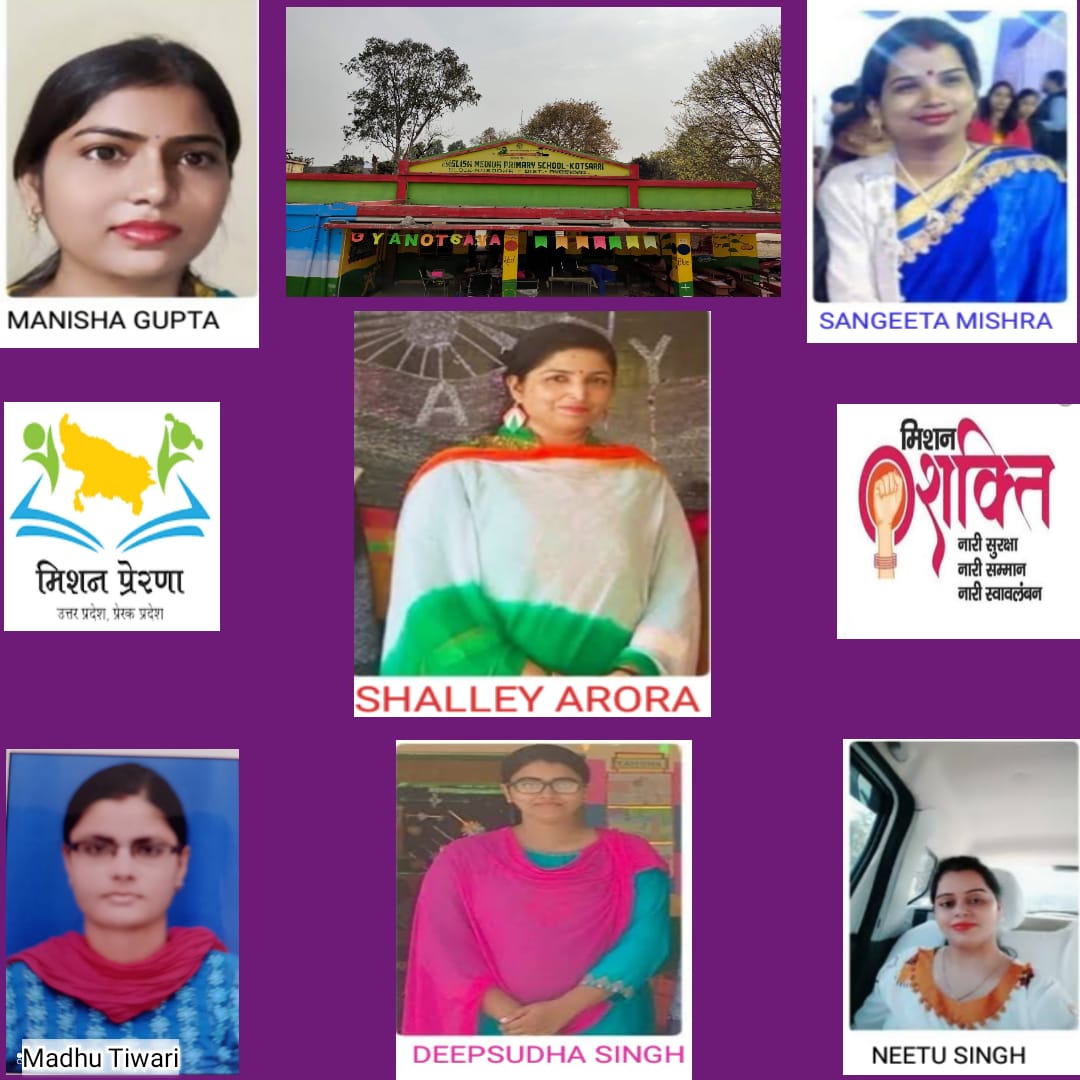 ENGLISH MEDIUM PRIMARY SCHOOL-KOTSARAI
GYANOTSAVA
MANISHA GUPTA
SANGEETA MISHRA
A Y
मिशन प्रेरणा
उत्तर प्रदेश, प्रेरक प्रदेश
मिशन
शक्ति
नारी सुरक्षा
नारी सम्मान
नारी स्वावलंबन
SHALLEY ARORA
Madhu Tiwari
DEEPSUDHA SINGH
NEETU SINGH